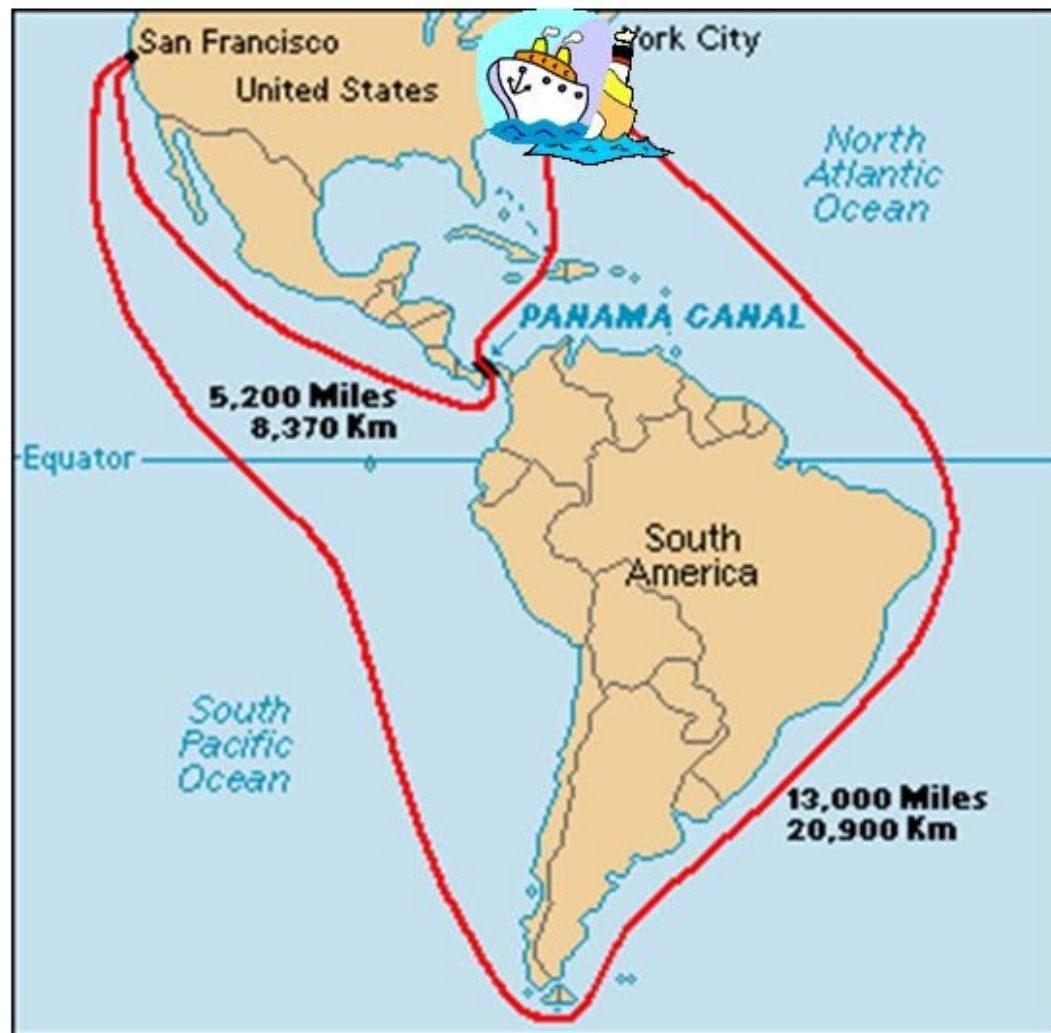 San Francisco
York City
United States
North
Atlantic
Ocean
PANAMA CANAL
5,200 Miles
8,370 Km
Equator
South
America
South
Pacific
Ocean
13,000 Miles
20,900 Km